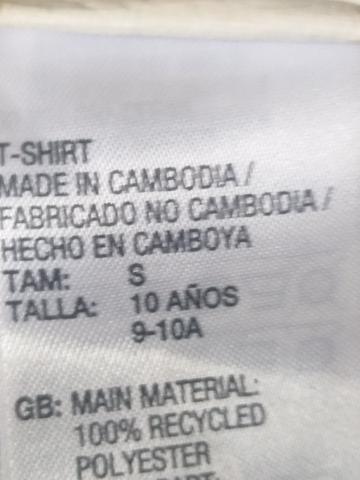 T-SHIRT
MADE IN CAMBODIA /
FABRICADO NO CAMBODIA /
HECHO EN CAMBOYA
TAM: S
TALLA: 10 AÑOS
9-10A
GB: MAIN MATERIAL:
100% RECYCLED
POLYESTER